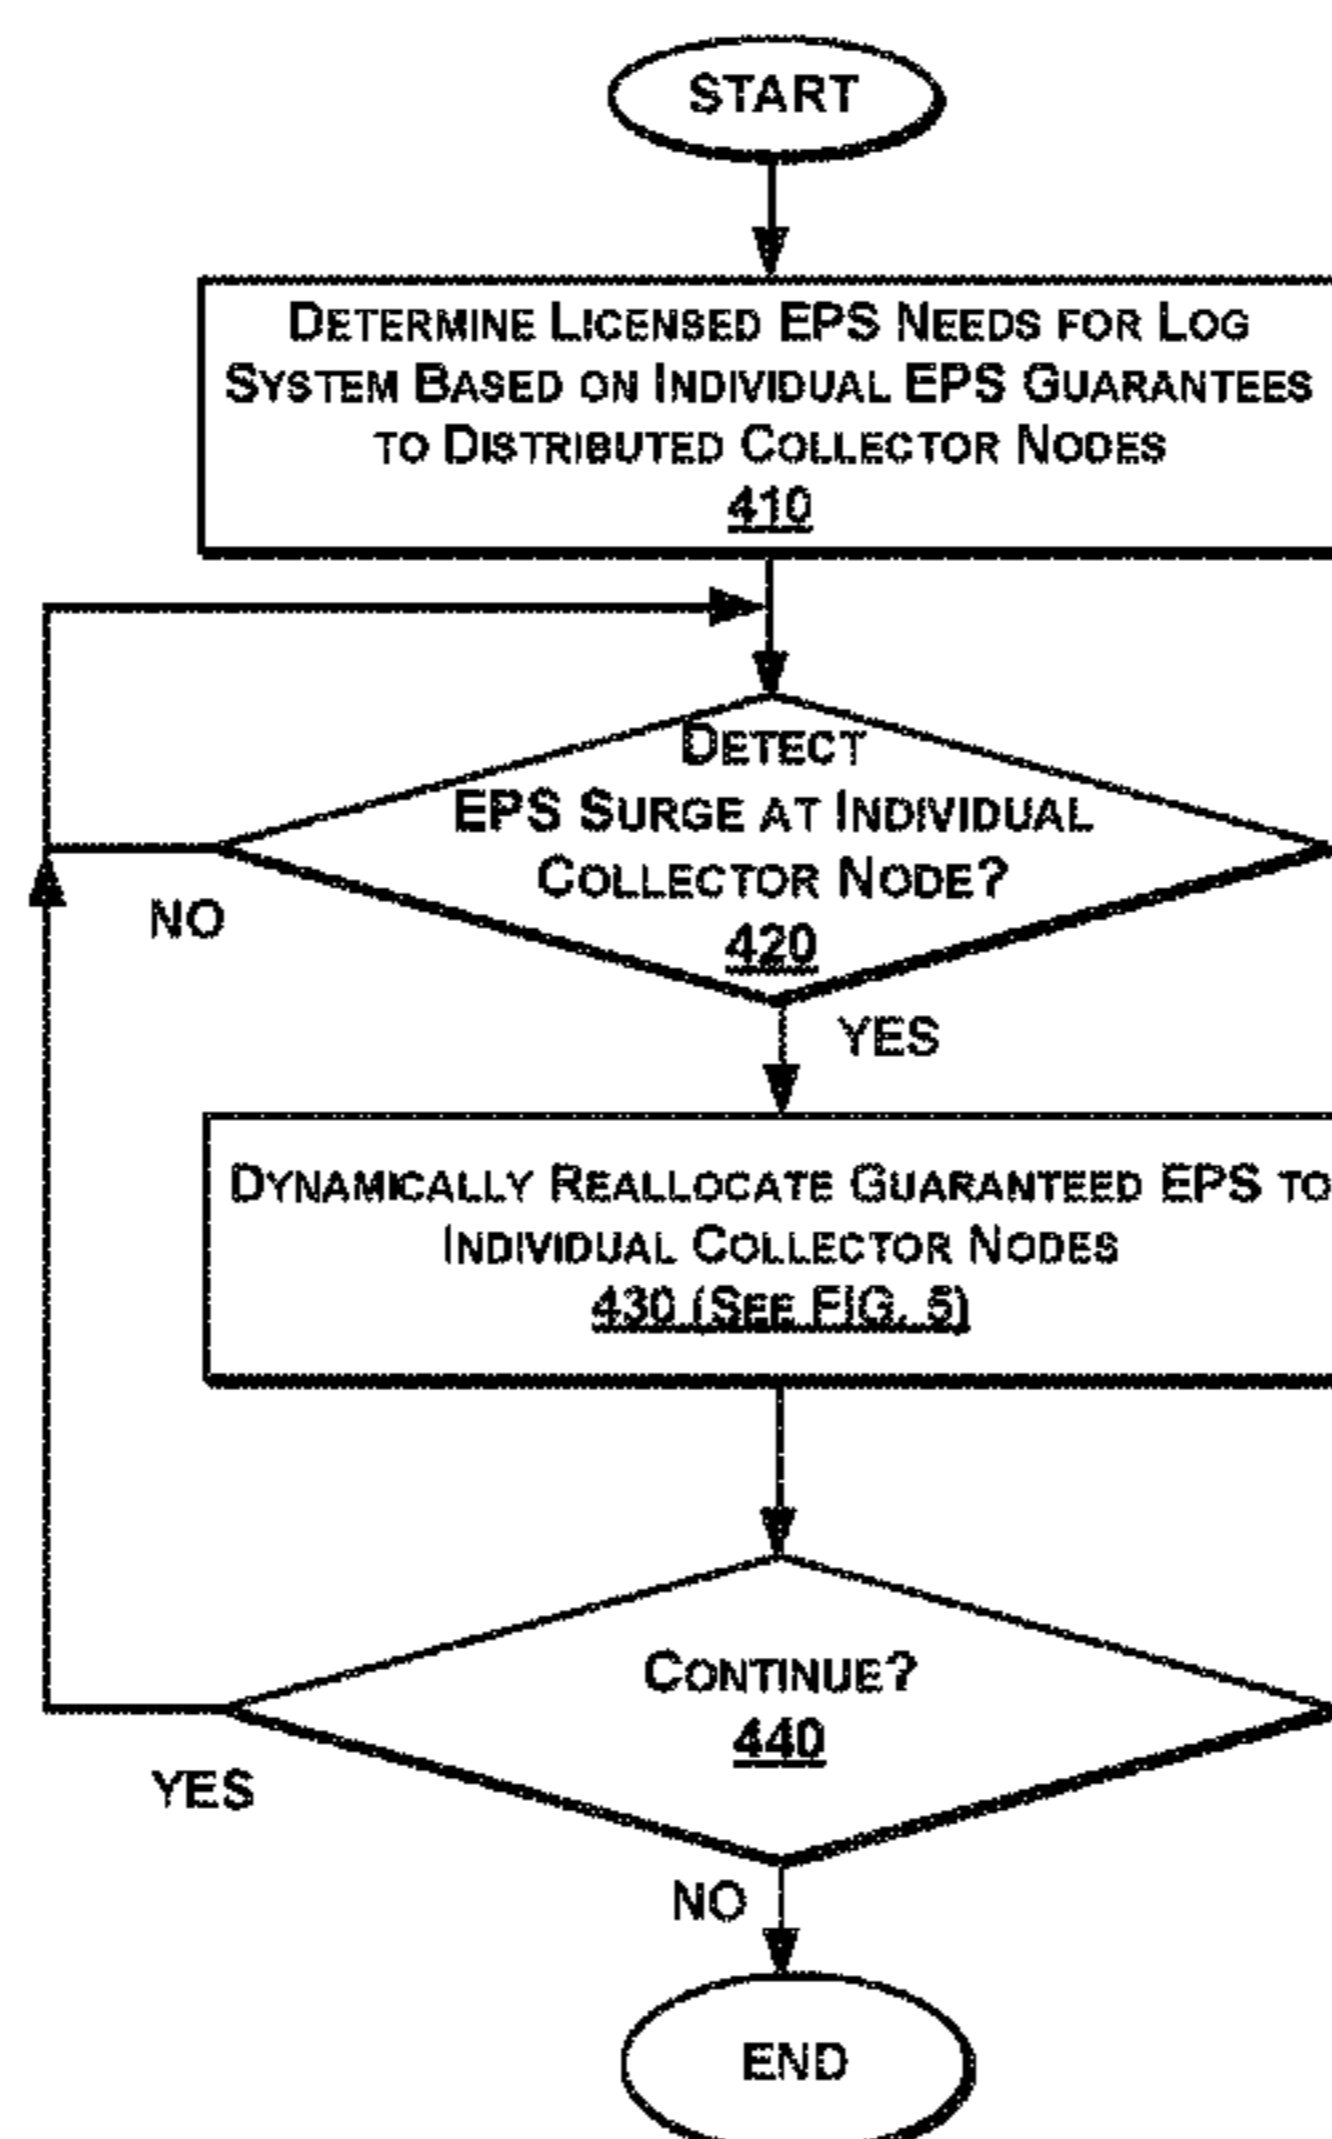 START
DETERMINE LICENSED EPS NEEDS FOR LOG
SYSTEM BASED ON INDIVIDUAL EPS GUARANTEES
TO DISTRIBUTED COLLECTOR NODES
410
DETECT
EPS SURGE AT INDIVIDUAL
COLLECTOR NODE?
420
NO
YES
DYNAMICALLY REALLOCATE GUARANTEED EPS TO
INDIVIDUAL COLLECTOR NODES
430 (SEE FIG. 5)
CONTINUE?
440
YES
NO
END